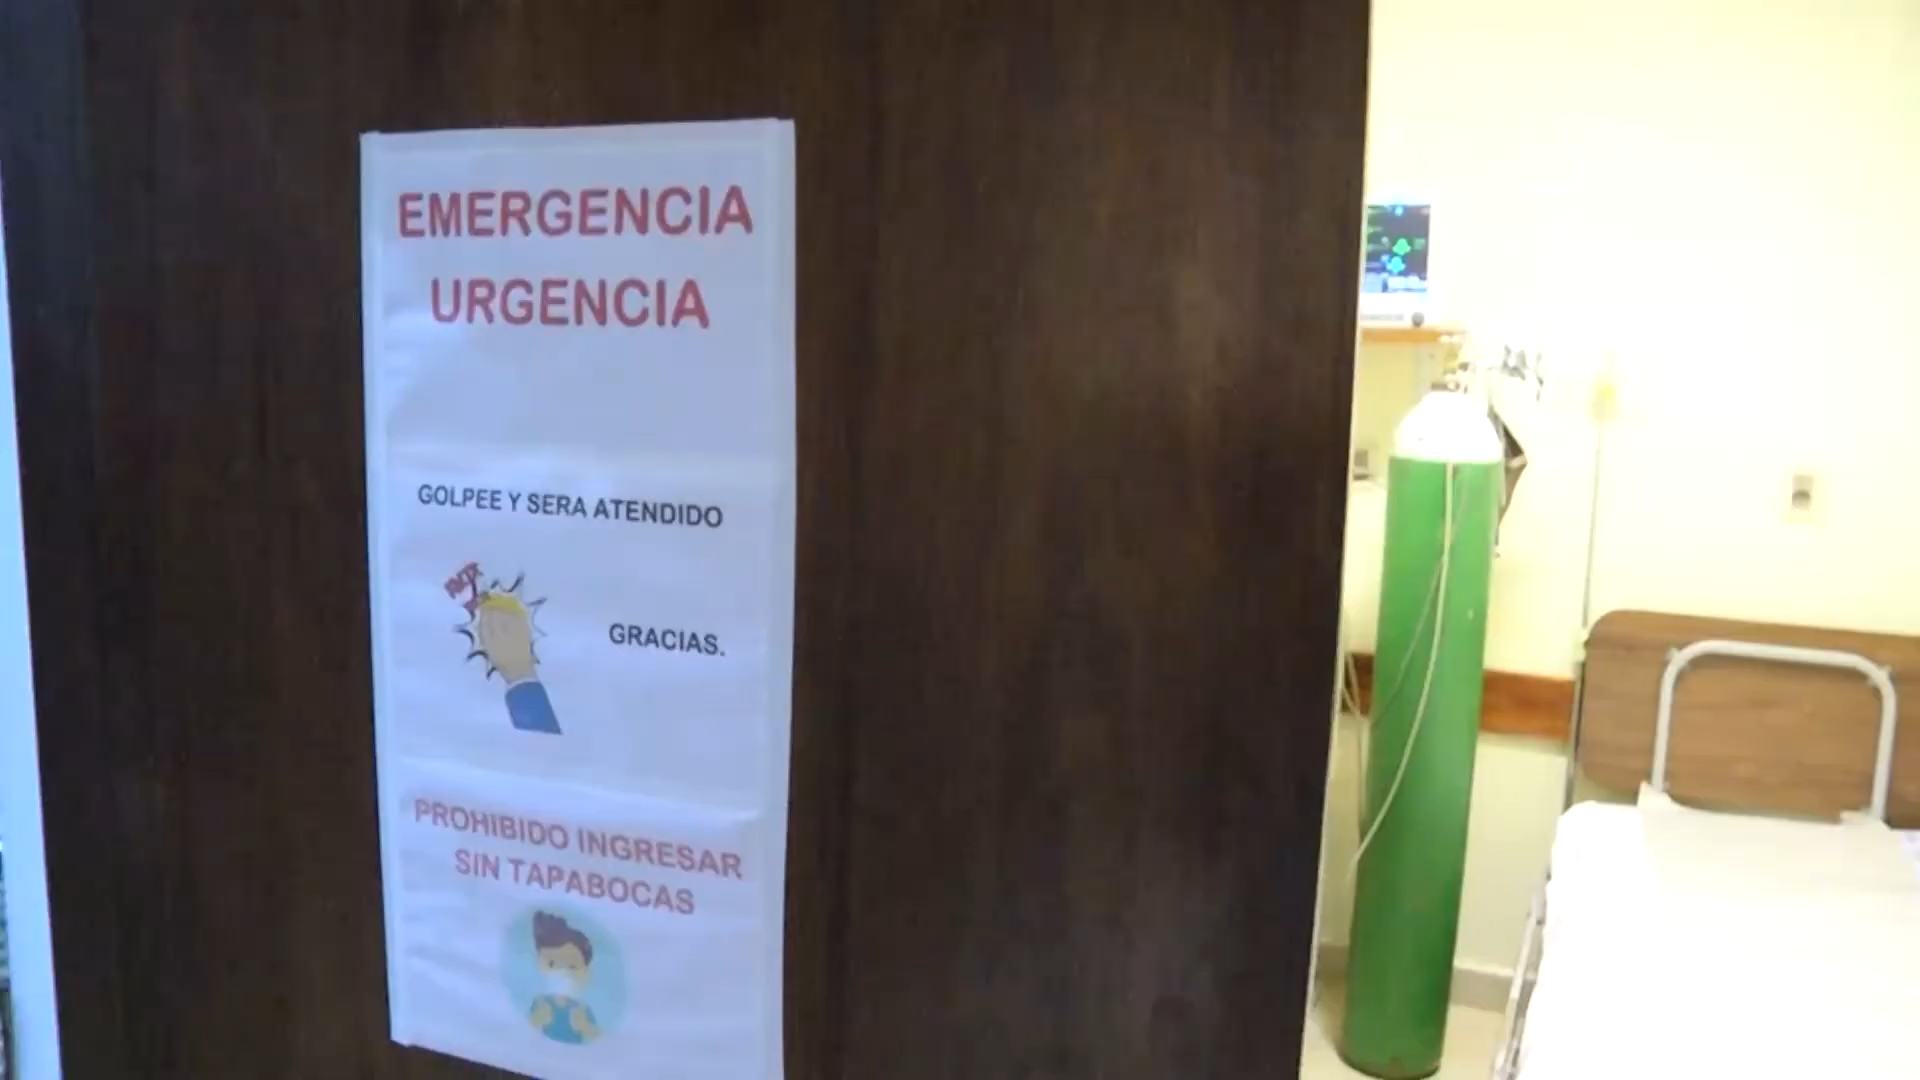 EMERGENCIA
URGENCIA
GOLPEE Y SERA ATENDIDO
GRACIAS.
PROHIBIDO INGRESAR
SIN TAPABOCAS